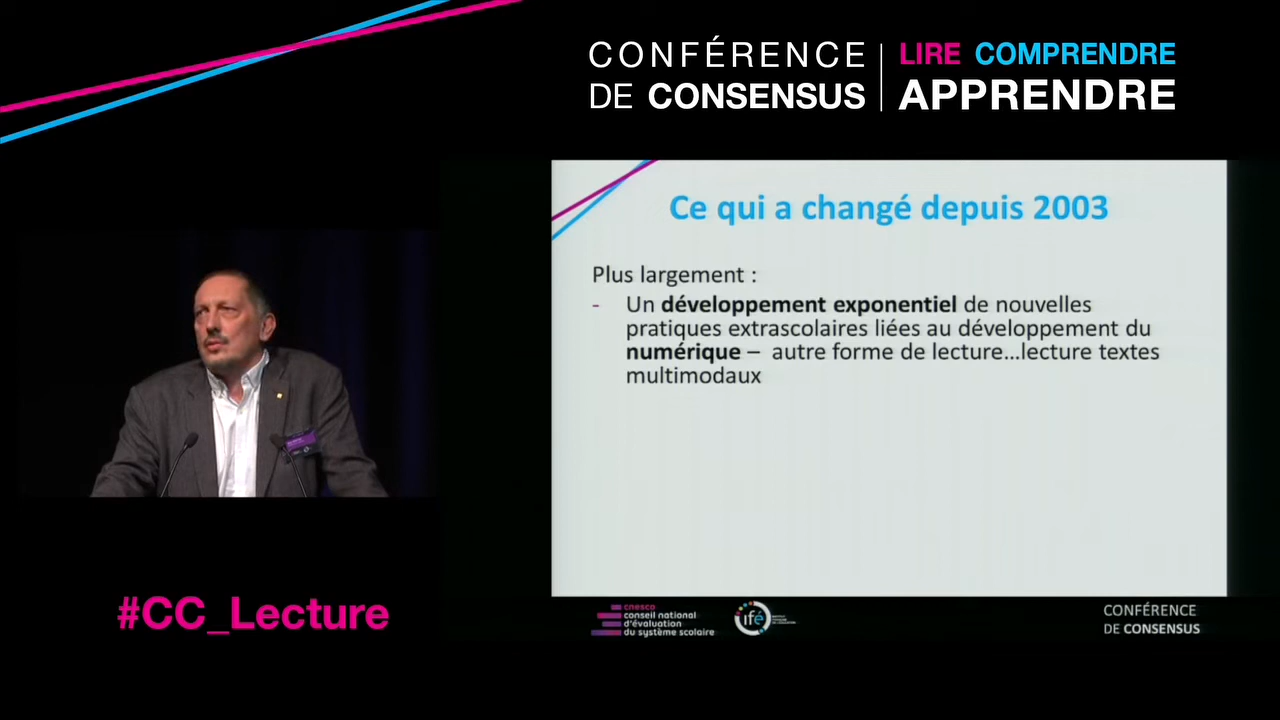 CONFÉRENCE
DE CONSENSUS
LIRE COMPRENDRE
APPRENDRE
Ce qui a changé depuis 2003
Plus largement :
- Un développement exponentiel de nouvelles
pratiques extrascolaires liées au développement du
numérique – autre forme de lecture...lecture textes
multimodaux
#CC_Lecture
cnesco
conseil national
d'évaluation
du système scolaire
ifé
CONFÉRENCE
DE CONSENSUS